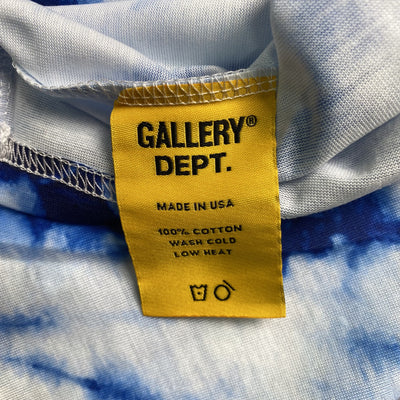 GALLERY®
DEPT.
MADE IN USA
100% COTTON
WASH COLD
LOW HEAT